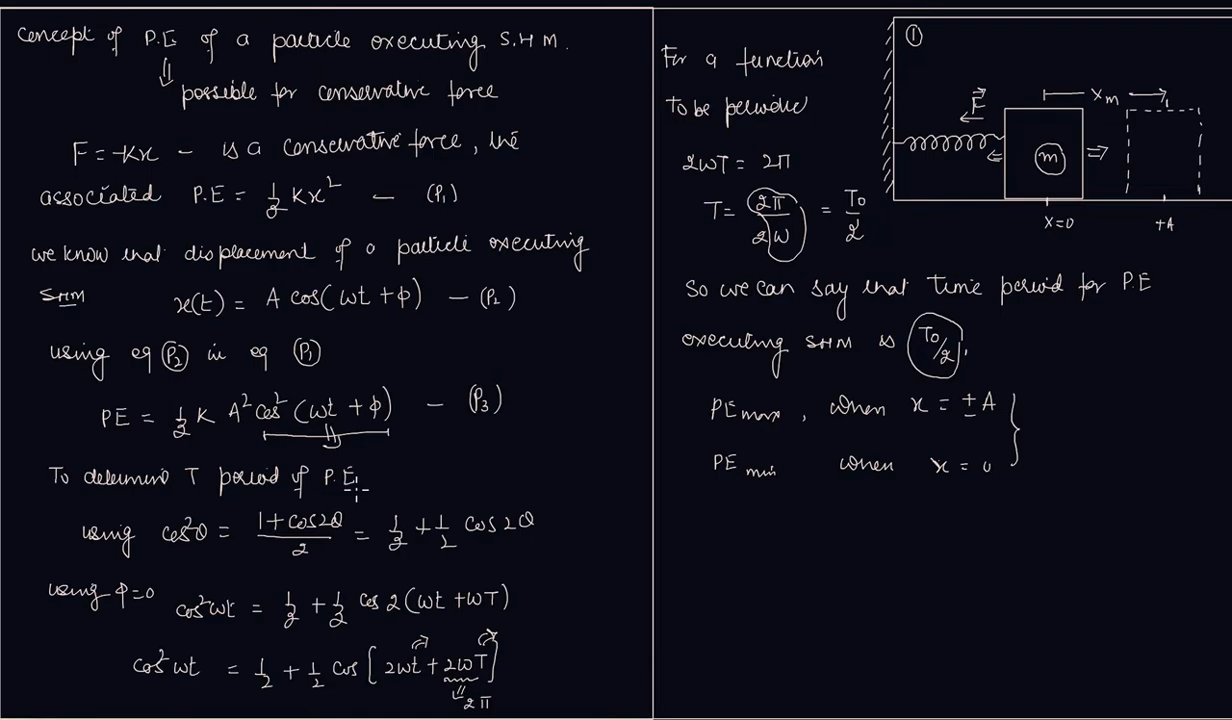 concept of P.E of a particle executing S.H.M.
possible for conservative force
F = -Kx - is a conservative force, the
associated P.E = 1/2 Kx² - (P1)
we know that displacement of a particle executing
SHM x(t) = A cos(ωt + φ) - (P2)
using eq (P2) in eq (P1)
PE = 1/2 K A² cos² (ωt + φ) - (P3)
To determine T period of P.E
using cos²θ = (1 + cos2θ)/2 = 1/2 + 1/2 cos2θ
using φ=0 cos²ωt = 1/2 + 1/2 cos 2(ωt + ωT)
cos²ωt = 1/2 + 1/2 cos [2ωt + 2ωT]
2π
For a function
to be periodic
2ωT = 2π
T = 2π/2ω = T0/2
①
F⃗
xm
m
x=0
+A
So we can say that time period for P.E
executing SHM is T0/2.
PEmax, when x = ±A
PEmin when x = 0